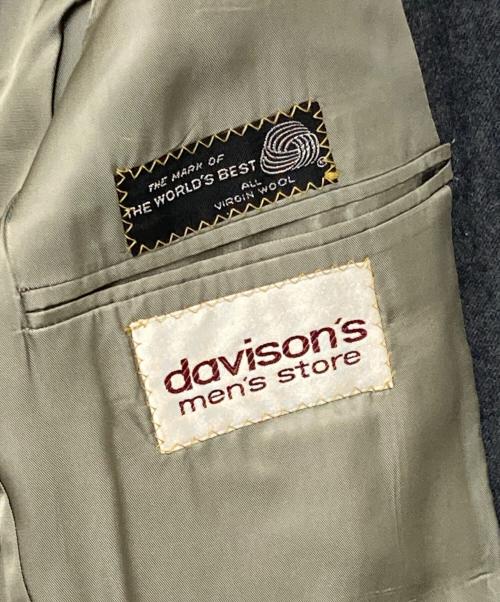 THE MARK OF
THE WORLD'S BEST
ALL
VIRGIN WOOL
davison's
men's store